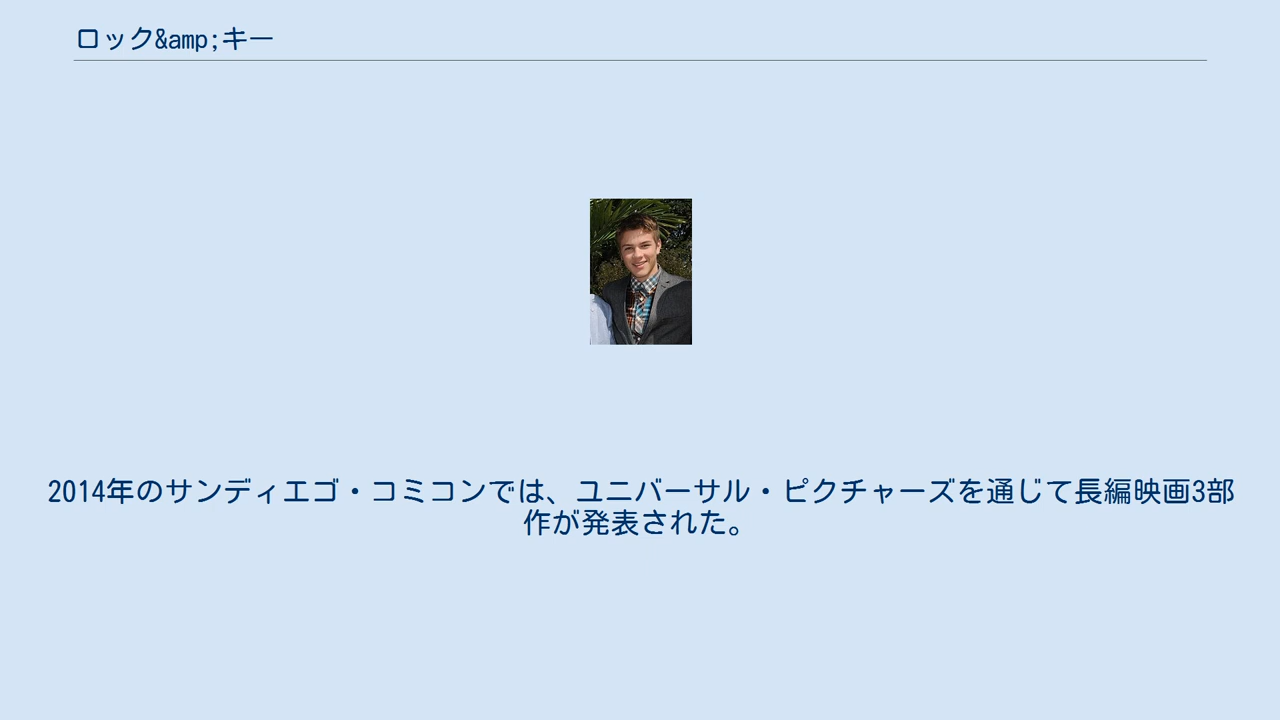 ロック&amp;キー
2014年のサンディエゴ・コミコンでは、ユニバーサル・ピクチャーズを通じて長編映画3部
作が発表された。